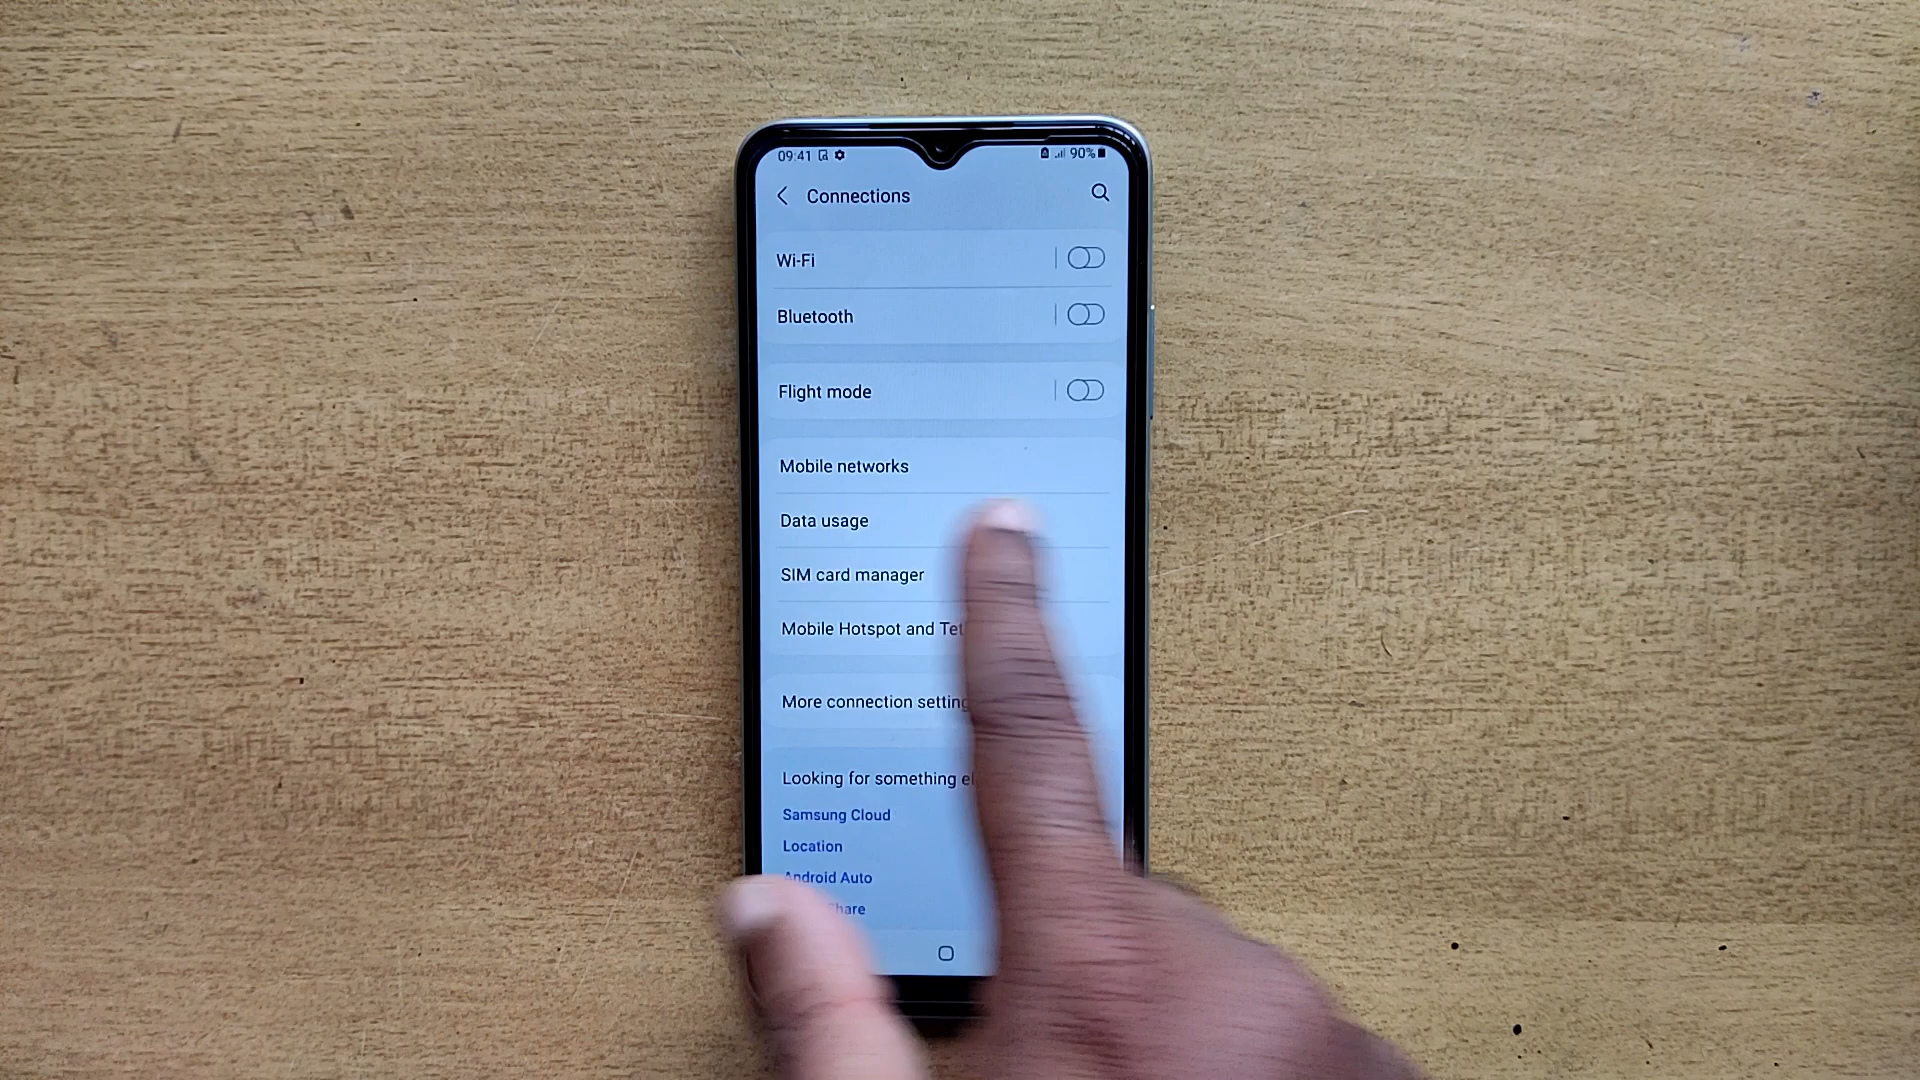 09:41 90%
Connections
Wi-Fi
Bluetooth
Flight mode
Mobile networks
Data usage
SIM card manager
Mobile Hotspot and Tet
More connection setting
Looking for something el
Samsung Cloud
Location
Android Auto
Share